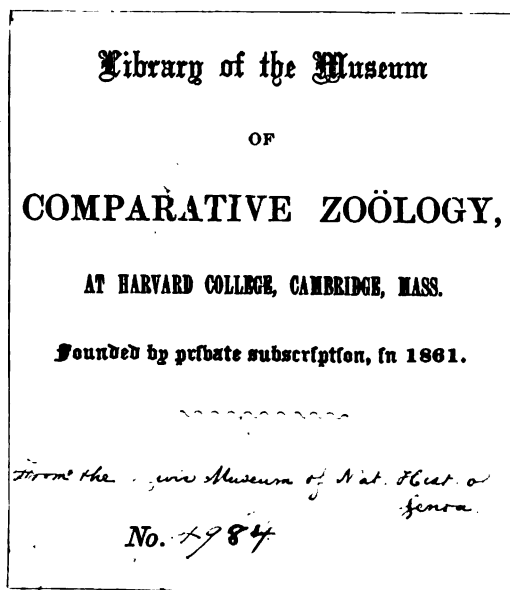 Library of the Museum
OF
COMPARATIVE ZOÖLOGY,
AT HARVARD COLLEGE, CAMBRIDGE, MASS.
Founded by private subscription, in 1861.
From the Museum of Nat. Hist. o
Genoa.
No. 4984